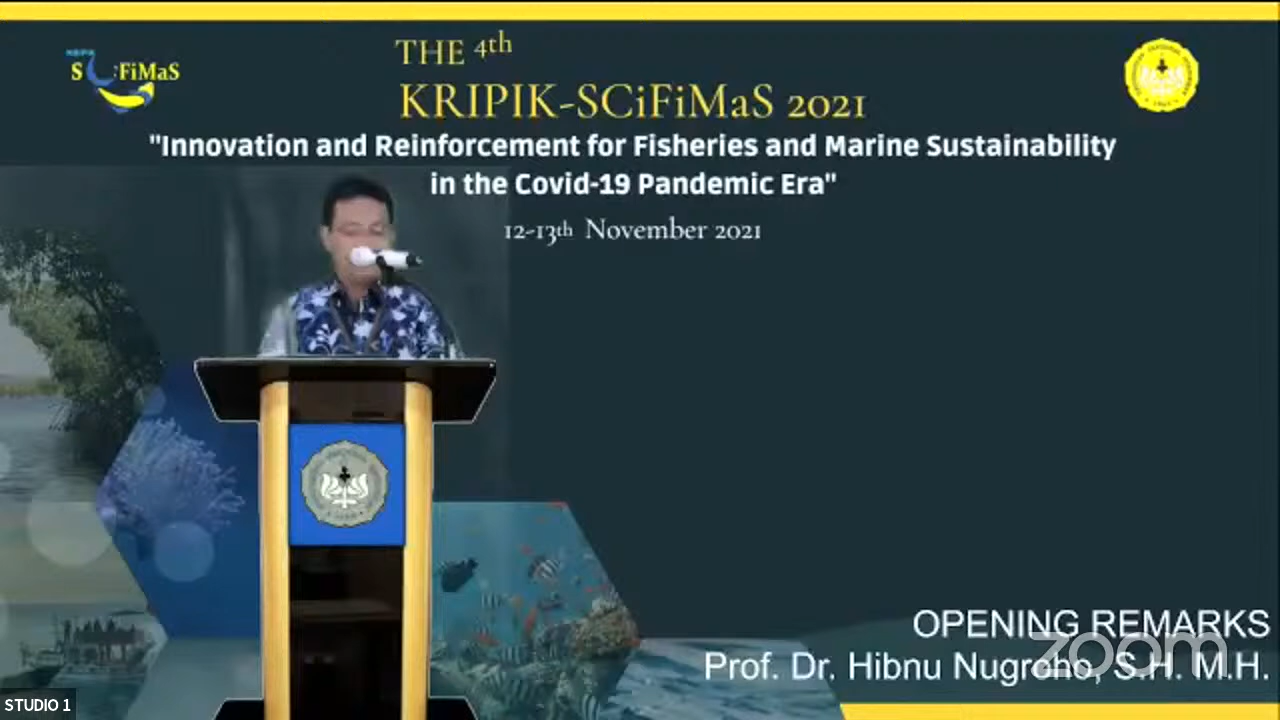 KRIPIK
SCiFiMaS
THE 4th
KRIPIK-SCiFiMaS 2021
"Innovation and Reinforcement for Fisheries and Marine Sustainability
in the Covid-19 Pandemic Era"
12-13th November 2021
OPENING REMARKS
Prof. Dr. Hibnu Nugroho, S.H. M.H.
zoom
STUDIO 1